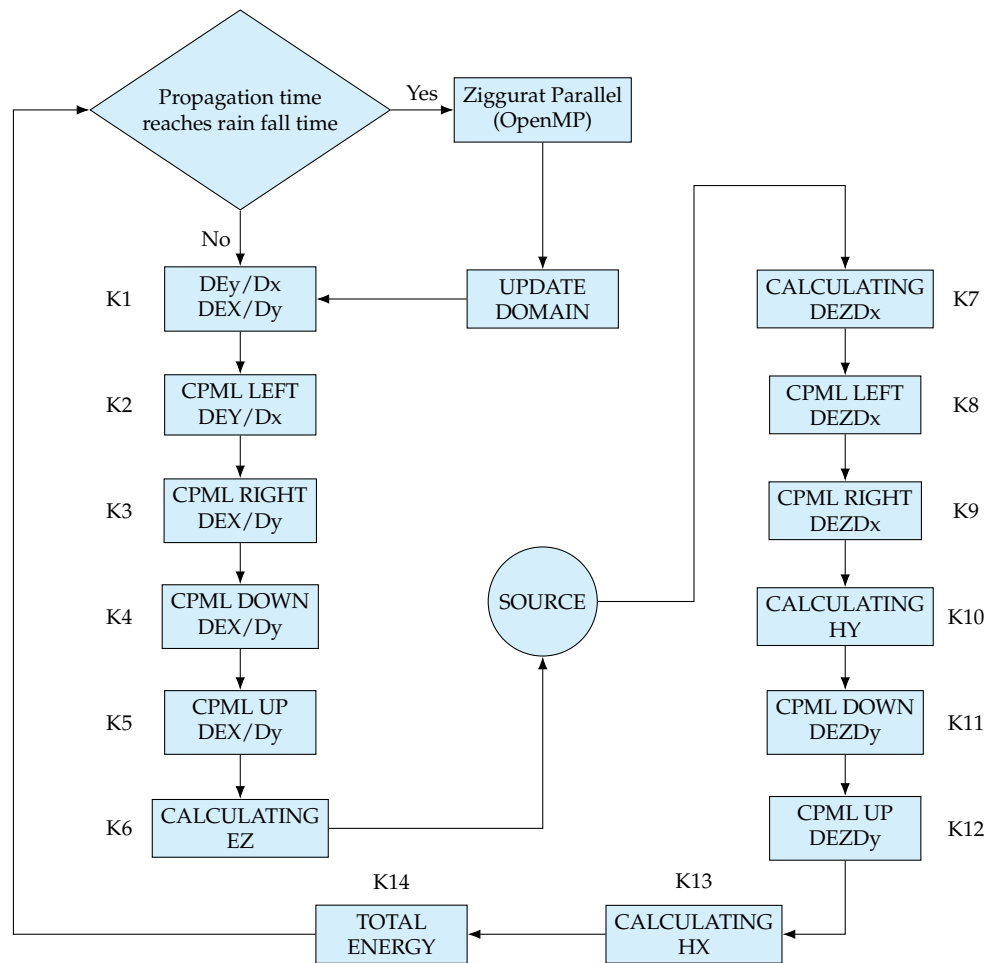 Propagation time
reaches rain fall time
Yes
Ziggurat Parallel
(OpenMP)
No
K1
DEy/Dx
DEX/Dy
UPDATE
DOMAIN
K2
CPML LEFT
DEY/Dx
K3
CPML RIGHT
DEX/Dy
K4
CPML DOWN
DEX/Dy
K5
CPML UP
DEX/Dy
K6
CALCULATING
EZ
SOURCE
CALCULATING
DEZDx
K7
CPML LEFT
DEZDx
K8
CPML RIGHT
DEZDx
K9
CALCULATING
HY
K10
CPML DOWN
DEZDy
K11
CPML UP
DEZDy
K12
K13
CALCULATING
HX
K14
TOTAL
ENERGY